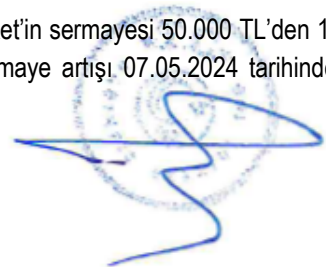 et’in sermayesi 50.000 TL’den 1
maye artışı 07.05.2024 tarihinde